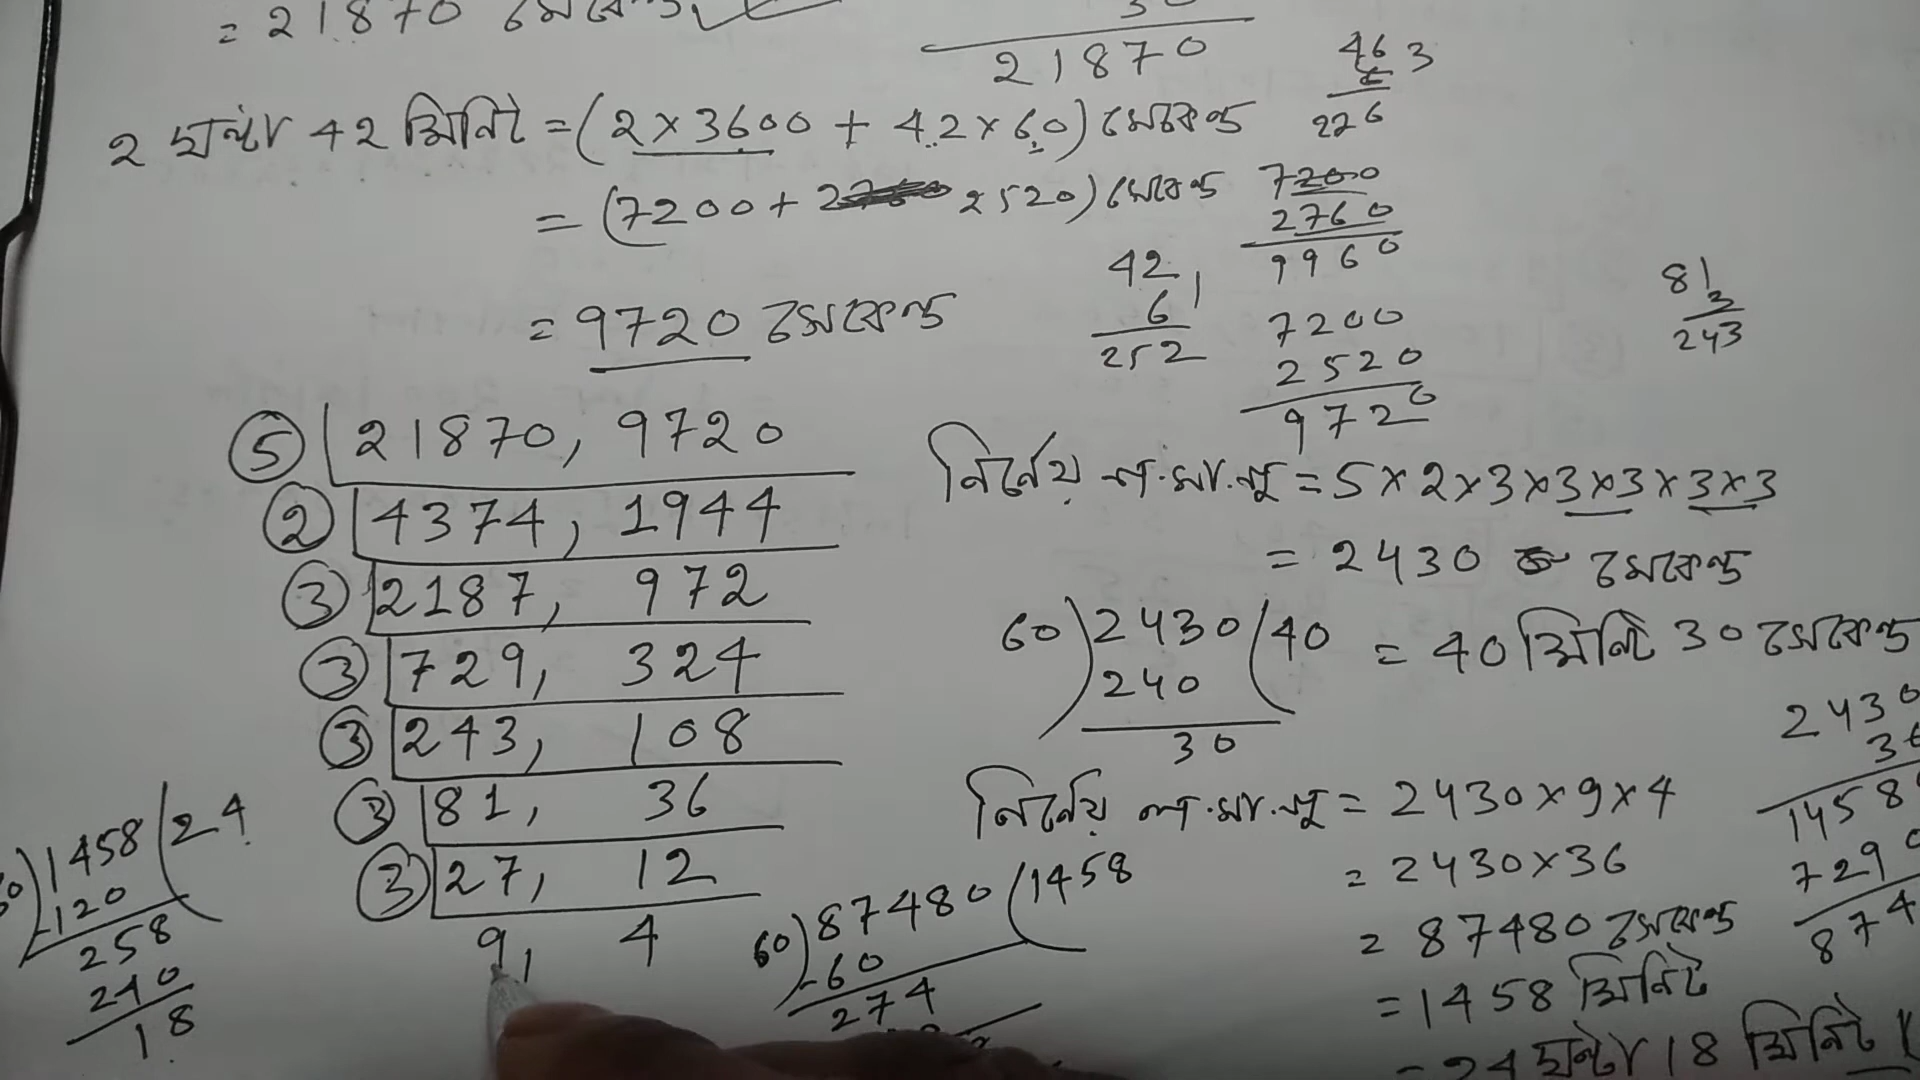 = 21870 সেকেন্ড
21870
2 ঘন্টা 42 মিনিট = (2 × 3600 + 42 × 60) সেকেন্ড
= (7200 + 2520) সেকেন্ড
= 9720 সেকেন্ড
46 3
226
7200
2760
9960
42
6
252
7200
2520
9720
81
3
243
5 21870, 9720
2 4374, 1944
3 2187, 972
3 729, 324
3 243, 108
3 81, 36
3 27, 12
9, 4
নির্ণেয় গ.সা.গু = 5 × 2 × 3 × 3 × 3 × 3 × 3
= 2430 সেকেন্ড
60)2430(40
240
30
= 40 মিনিট 30 সেকেন্ড
নির্ণেয় ল.সা.গু = 2430 × 9 × 4
= 2430 × 36
= 87480 সেকেন্ড
= 1458 মিনিট
= 24 ঘন্টা 18 মিনিট
60)87480(1458
-60
274
)1458(24
-120
258
240
18
2430
1458
729
874